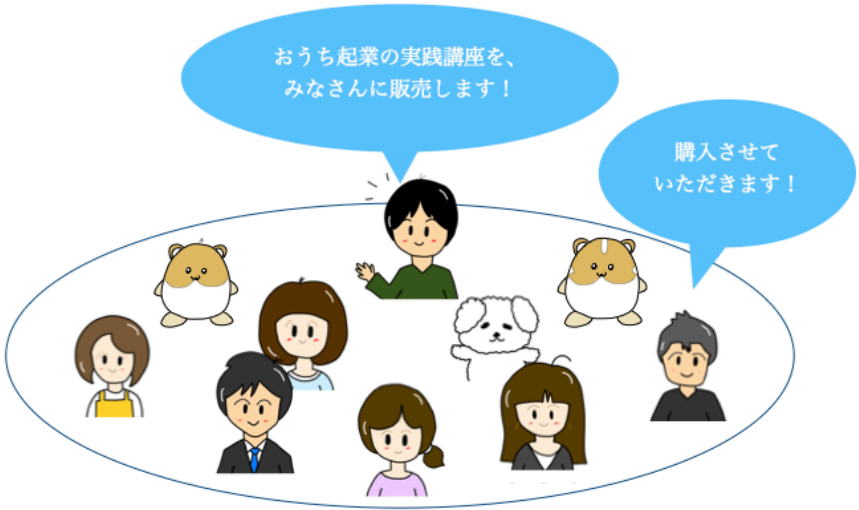 おうち起業の実践講座を、
みなさんに販売します！
購入させて
いただきます！